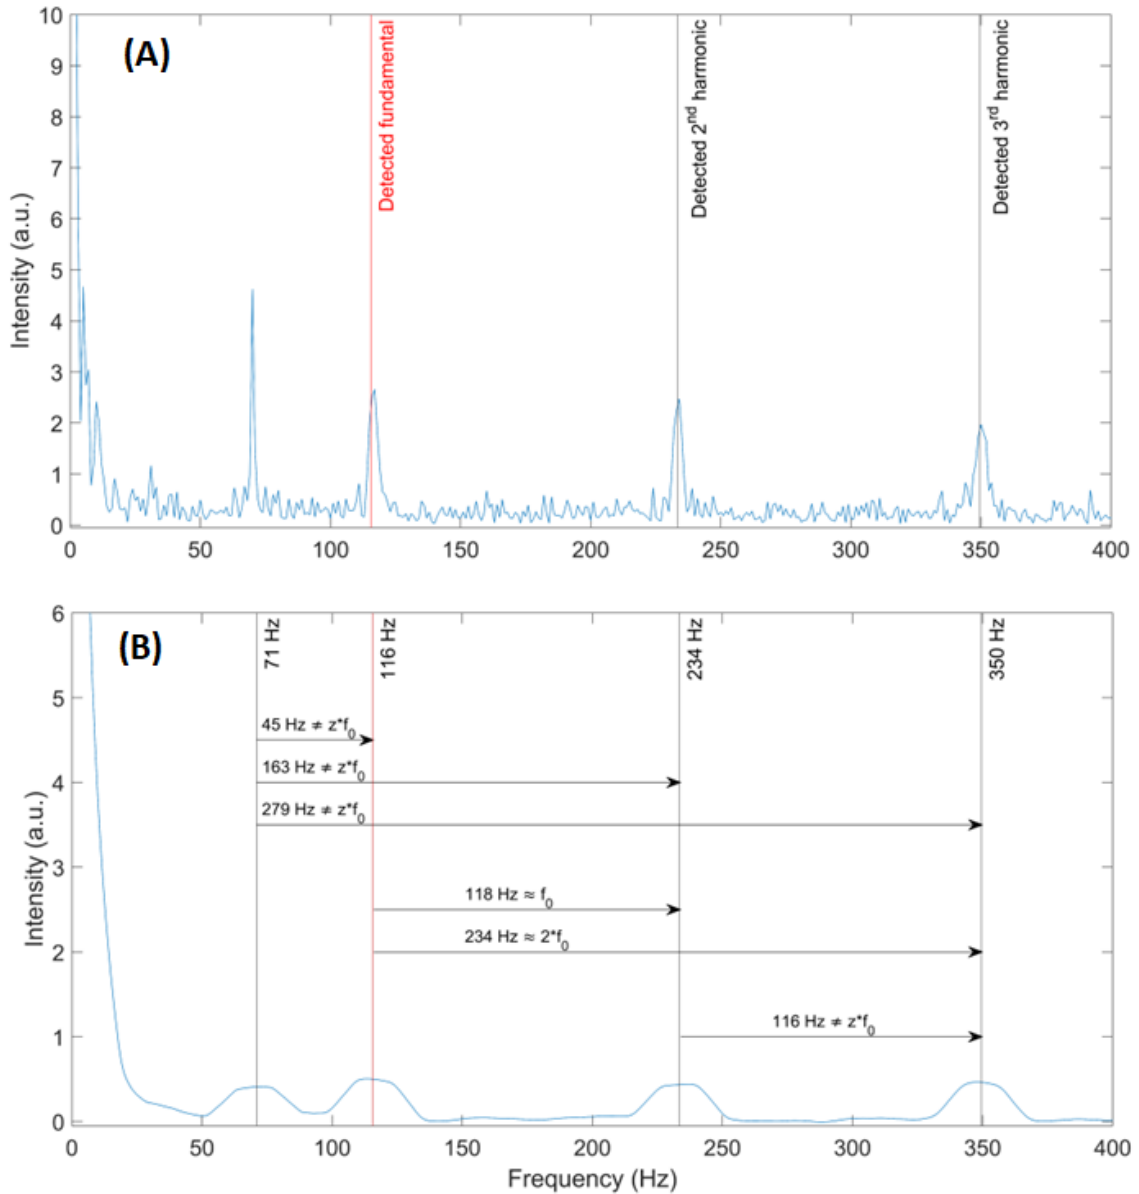 (A)
Intensity (a.u.)
10
9
8
7
6
5
4
3
2
1
0
Detected fundamental
Detected 2nd harmonic
Detected 3rd harmonic
0 50 100 150 200 250 300 350 400
(B)
Intensity (a.u.)
6
5
4
3
2
1
0
71 Hz
116 Hz
234 Hz
350 Hz
45 Hz ≠ z*f0
163 Hz ≠ z*f0
279 Hz ≠ z*f0
118 Hz ≈ f0
234 Hz ≈ 2*f0
116 Hz ≠ z*f0
0 50 100 150 200 250 300 350 400
Frequency (Hz)